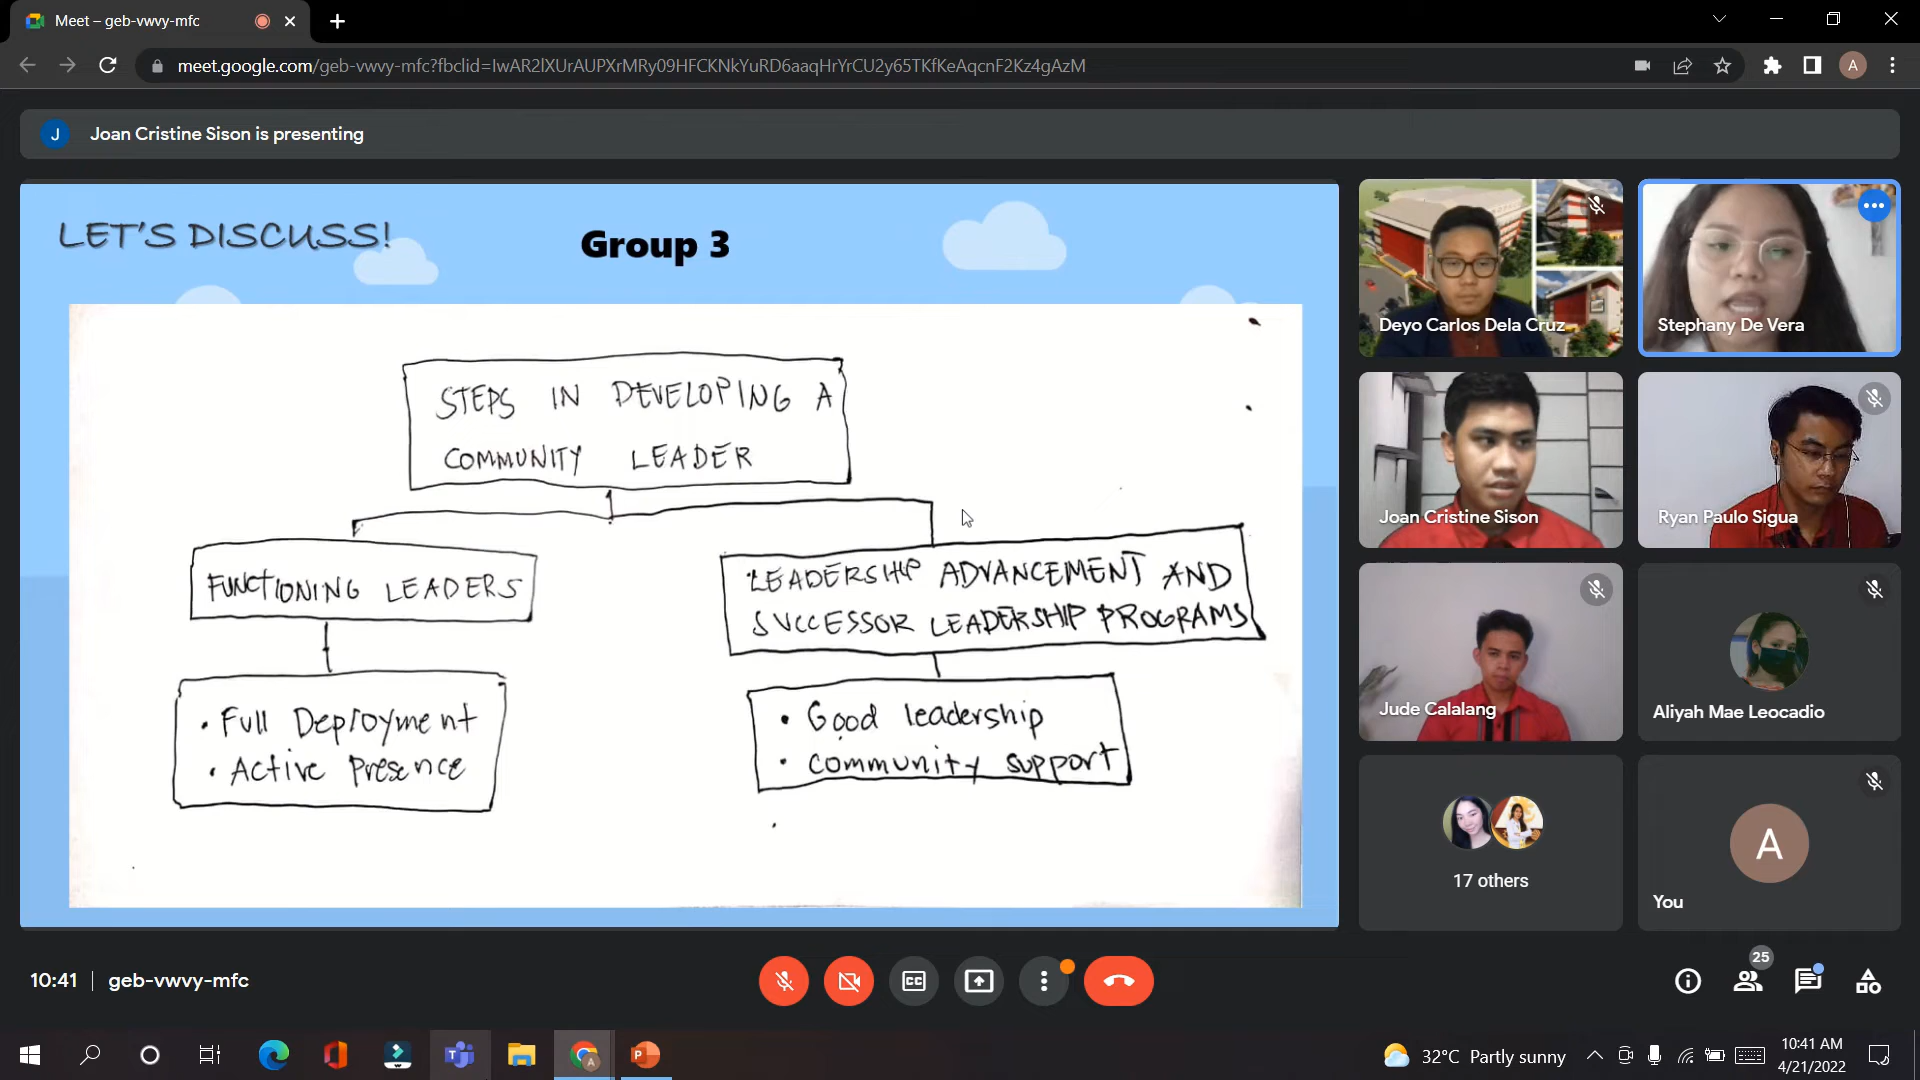 Meet – geb-vwvy-mfc
meet.google.com/geb-vwvy-mfc?fbclid=IwAR2lXUrAUPXrMRy09HFCKNkYuRD6aaqHrYrCU2y65TKfKeAqcnF2Kz4gAzM
A
J
Joan Cristine Sison is presenting
LET'S DISCUSS!
Group 3
STEPS IN DEVELOPING A
COMMUNITY LEADER
FUNCTIONING LEADERS
LEADERSHIP ADVANCEMENT AND
SUCCESSOR LEADERSHIP PROGRAMS
• Full Deployment
• Active Presence
• Good leadership
• community support
Deyo Carlos Dela Cruz
Stephany De Vera
Joan Cristine Sison
Ryan Paulo Sigua
Jude Calalang
Aliyah Mae Leocadio
17 others
A
You
10:41 | geb-vwvy-mfc
CC
25
32°C Partly sunny
10:41 AM
4/21/2022